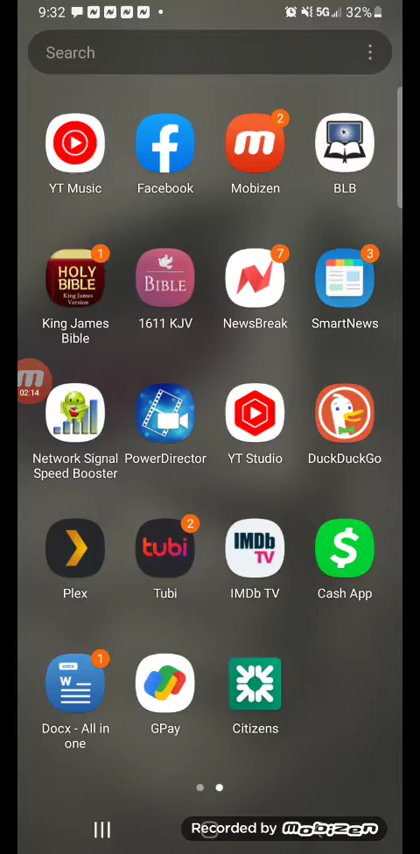 9:32 5G 32%
Search
2
YT Music Facebook Mobizen BLB
1 7 3
HOLY
BIBLE
King James
Version
BIBLE
King James
Bible
1611 KJV NewsBreak SmartNews
02:14
Network Signal
Speed Booster
PowerDirector YT Studio DuckDuckGo
2
tubi
IMDb
TV
Plex Tubi IMDb TV Cash App
1
DOCX
W
Docx - All in
one
GPay Citizens
Recorded by mobizen